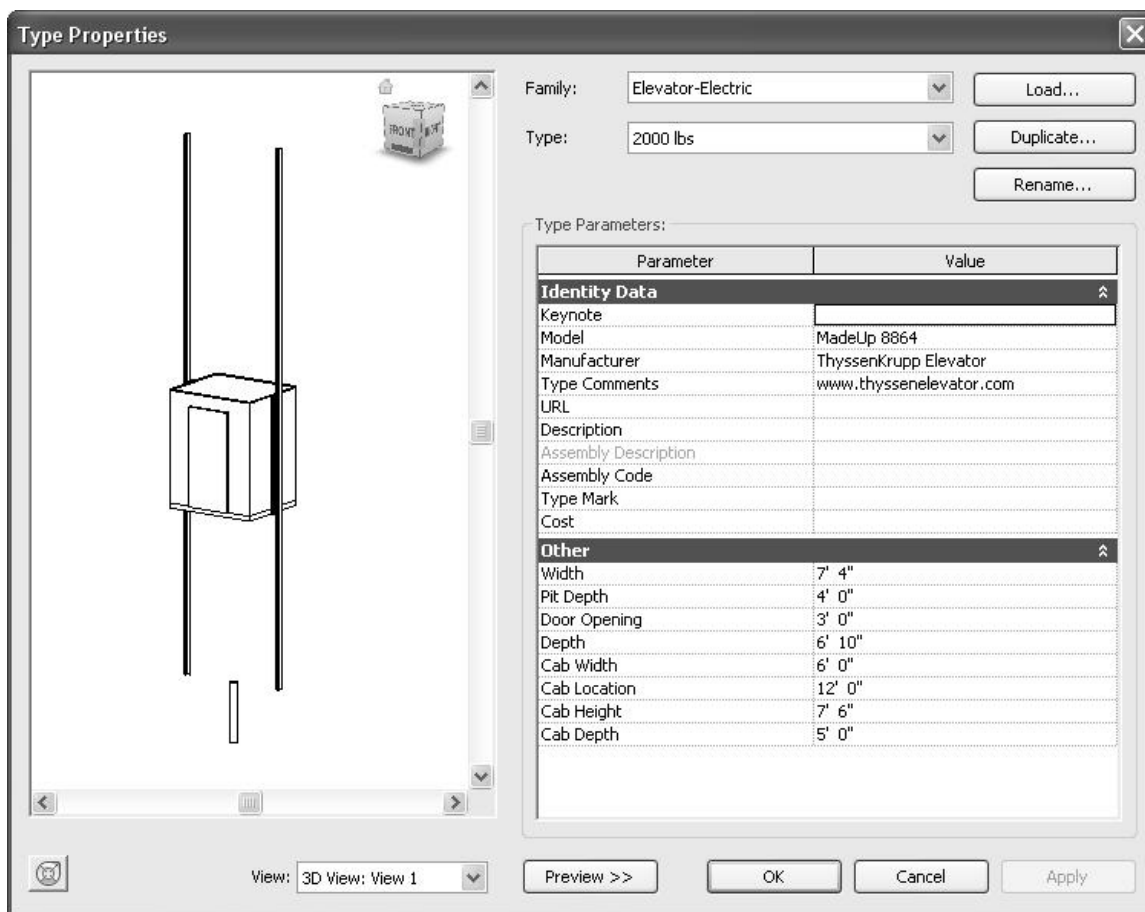 Type Properties
FRONT
Family: Elevator-Electric Load...
Type: 2000 lbs Duplicate...
Rename...
Type Parameters:
Parameter Value
Identity Data
Keynote
Model MadeUp 8864
Manufacturer ThyssenKrupp Elevator
Type Comments www.thyssenelevator.com
URL
Description
Assembly Description
Assembly Code
Type Mark
Cost
Other
Width 7' 4"
Pit Depth 4' 0"
Door Opening 3' 0"
Depth 6' 10"
Cab Width 6' 0"
Cab Location 12' 0"
Cab Height 7' 6"
Cab Depth 5' 0"
View: 3D View: View 1 Preview >> OK Cancel Apply